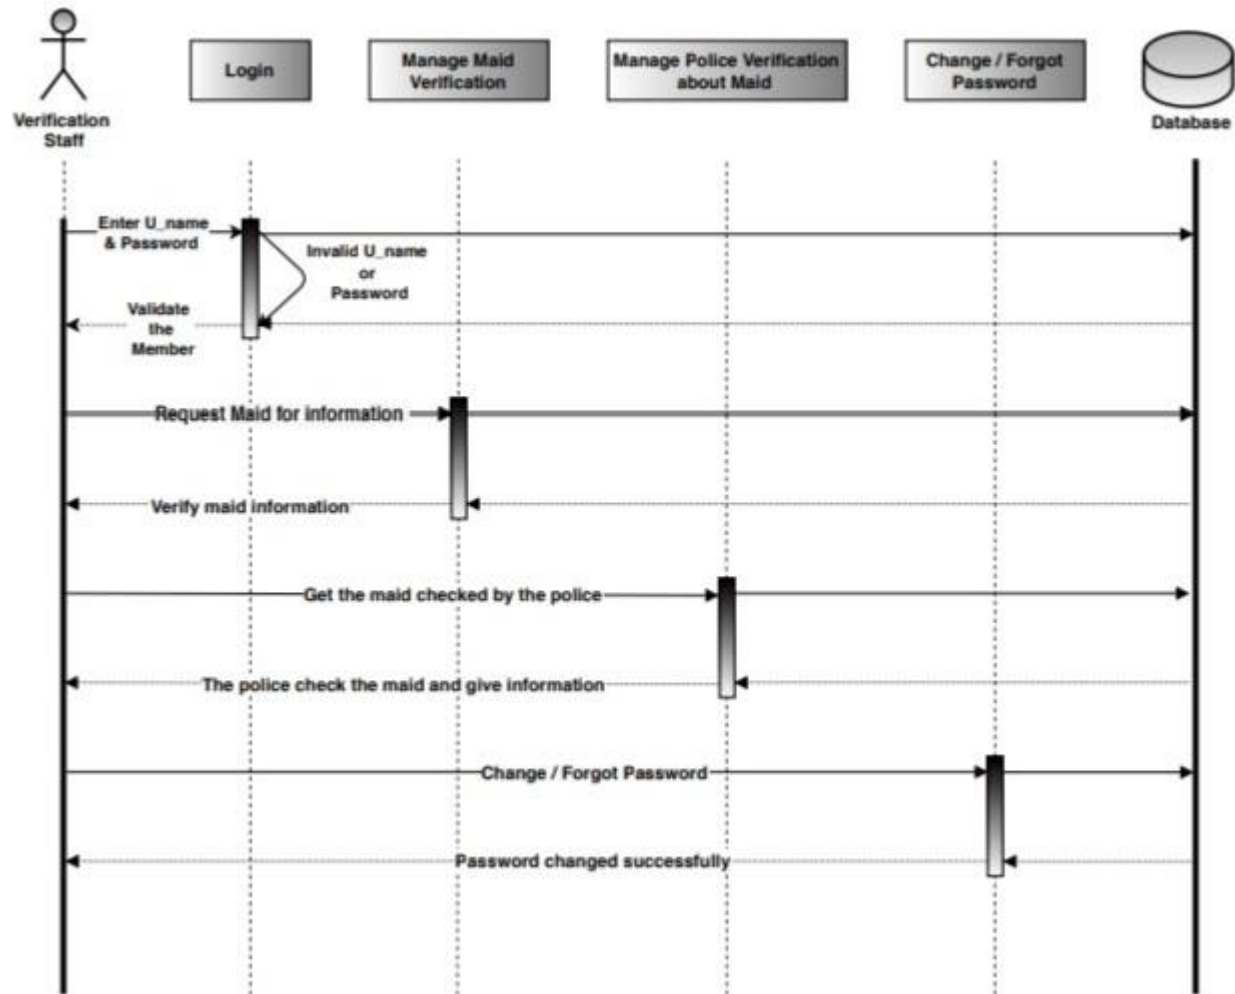 Login
Manage Maid
Verification
Manage Police Verification
about Maid
Change / Forgot
Password
Verification
Staff
Database
Enter U_name
& Password
Invalid U_name
or
Password
Validate
the
Member
Request Maid for information
Verify maid information
Get the maid checked by the police
The police check the maid and give information
Change / Forgot Password
Password changed successfully